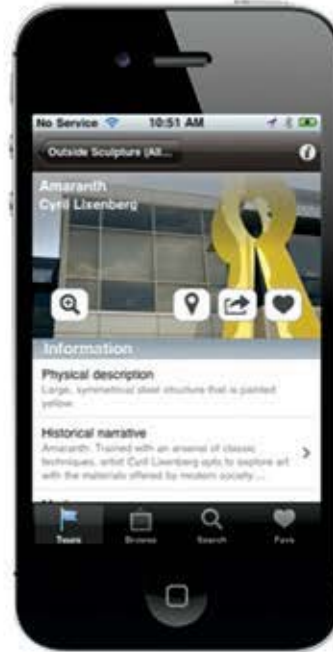 No Service 10:51 AM
Outside Sculpture (All...
Amaranth
Cyril Lixenberg
Information
Physical description
Large, symmetrical steel structure that is painted
yellow.
Historical narrative
Amaranth. Trained with an arsenal of classic
techniques, artist Cyril Lixenberg opts to explore art
with the materials offered by modern society ...
Tours Browse Search Favs